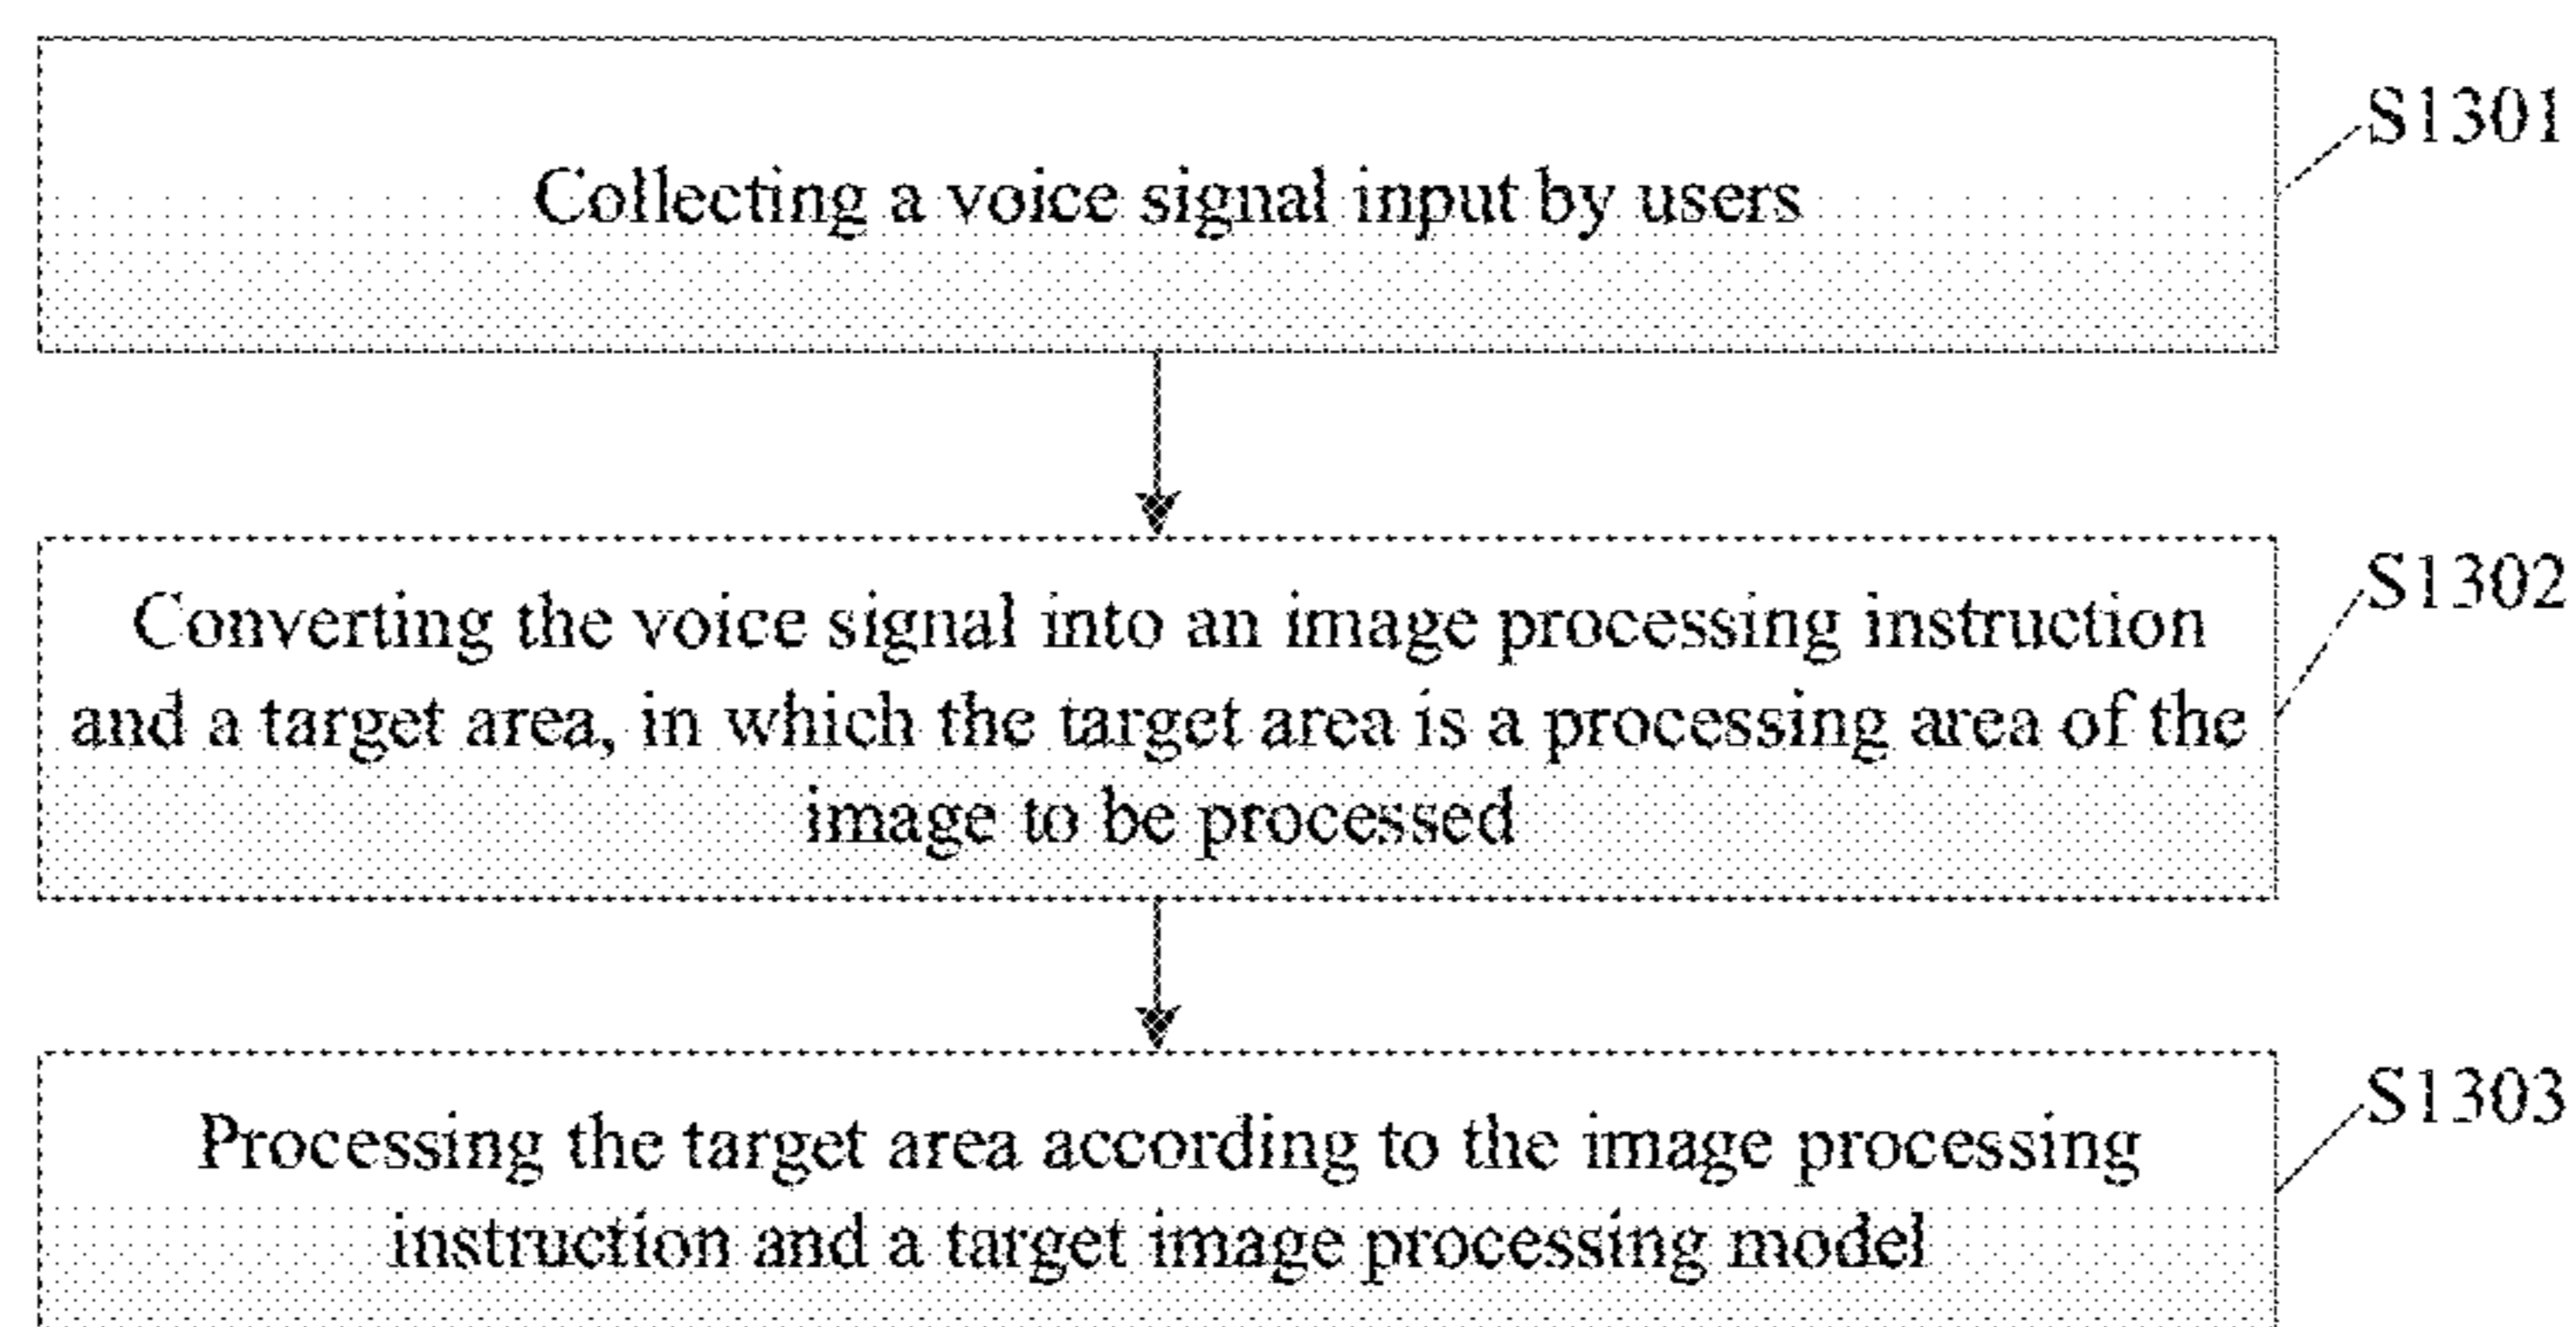 Collecting a voice signal input by users
S1301
Converting the voice signal into an image processing instruction
and a target area, in which the target area is a processing area of the
image to be processed
S1302
Processing the target area according to the image processing
instruction and a target image processing model
S1303